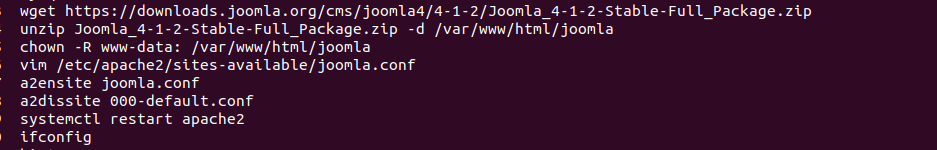 wget https://downloads.joomla.org/cms/joomla4/4-1-2/Joomla_4-1-2-Stable-Full_Package.zip
unzip Joomla_4-1-2-Stable-Full_Package.zip -d /var/www/html/joomla
chown -R www-data: /var/www/html/joomla
vim /etc/apache2/sites-available/joomla.conf
a2ensite joomla.conf
a2dissite 000-default.conf
systemctl restart apache2
ifconfig